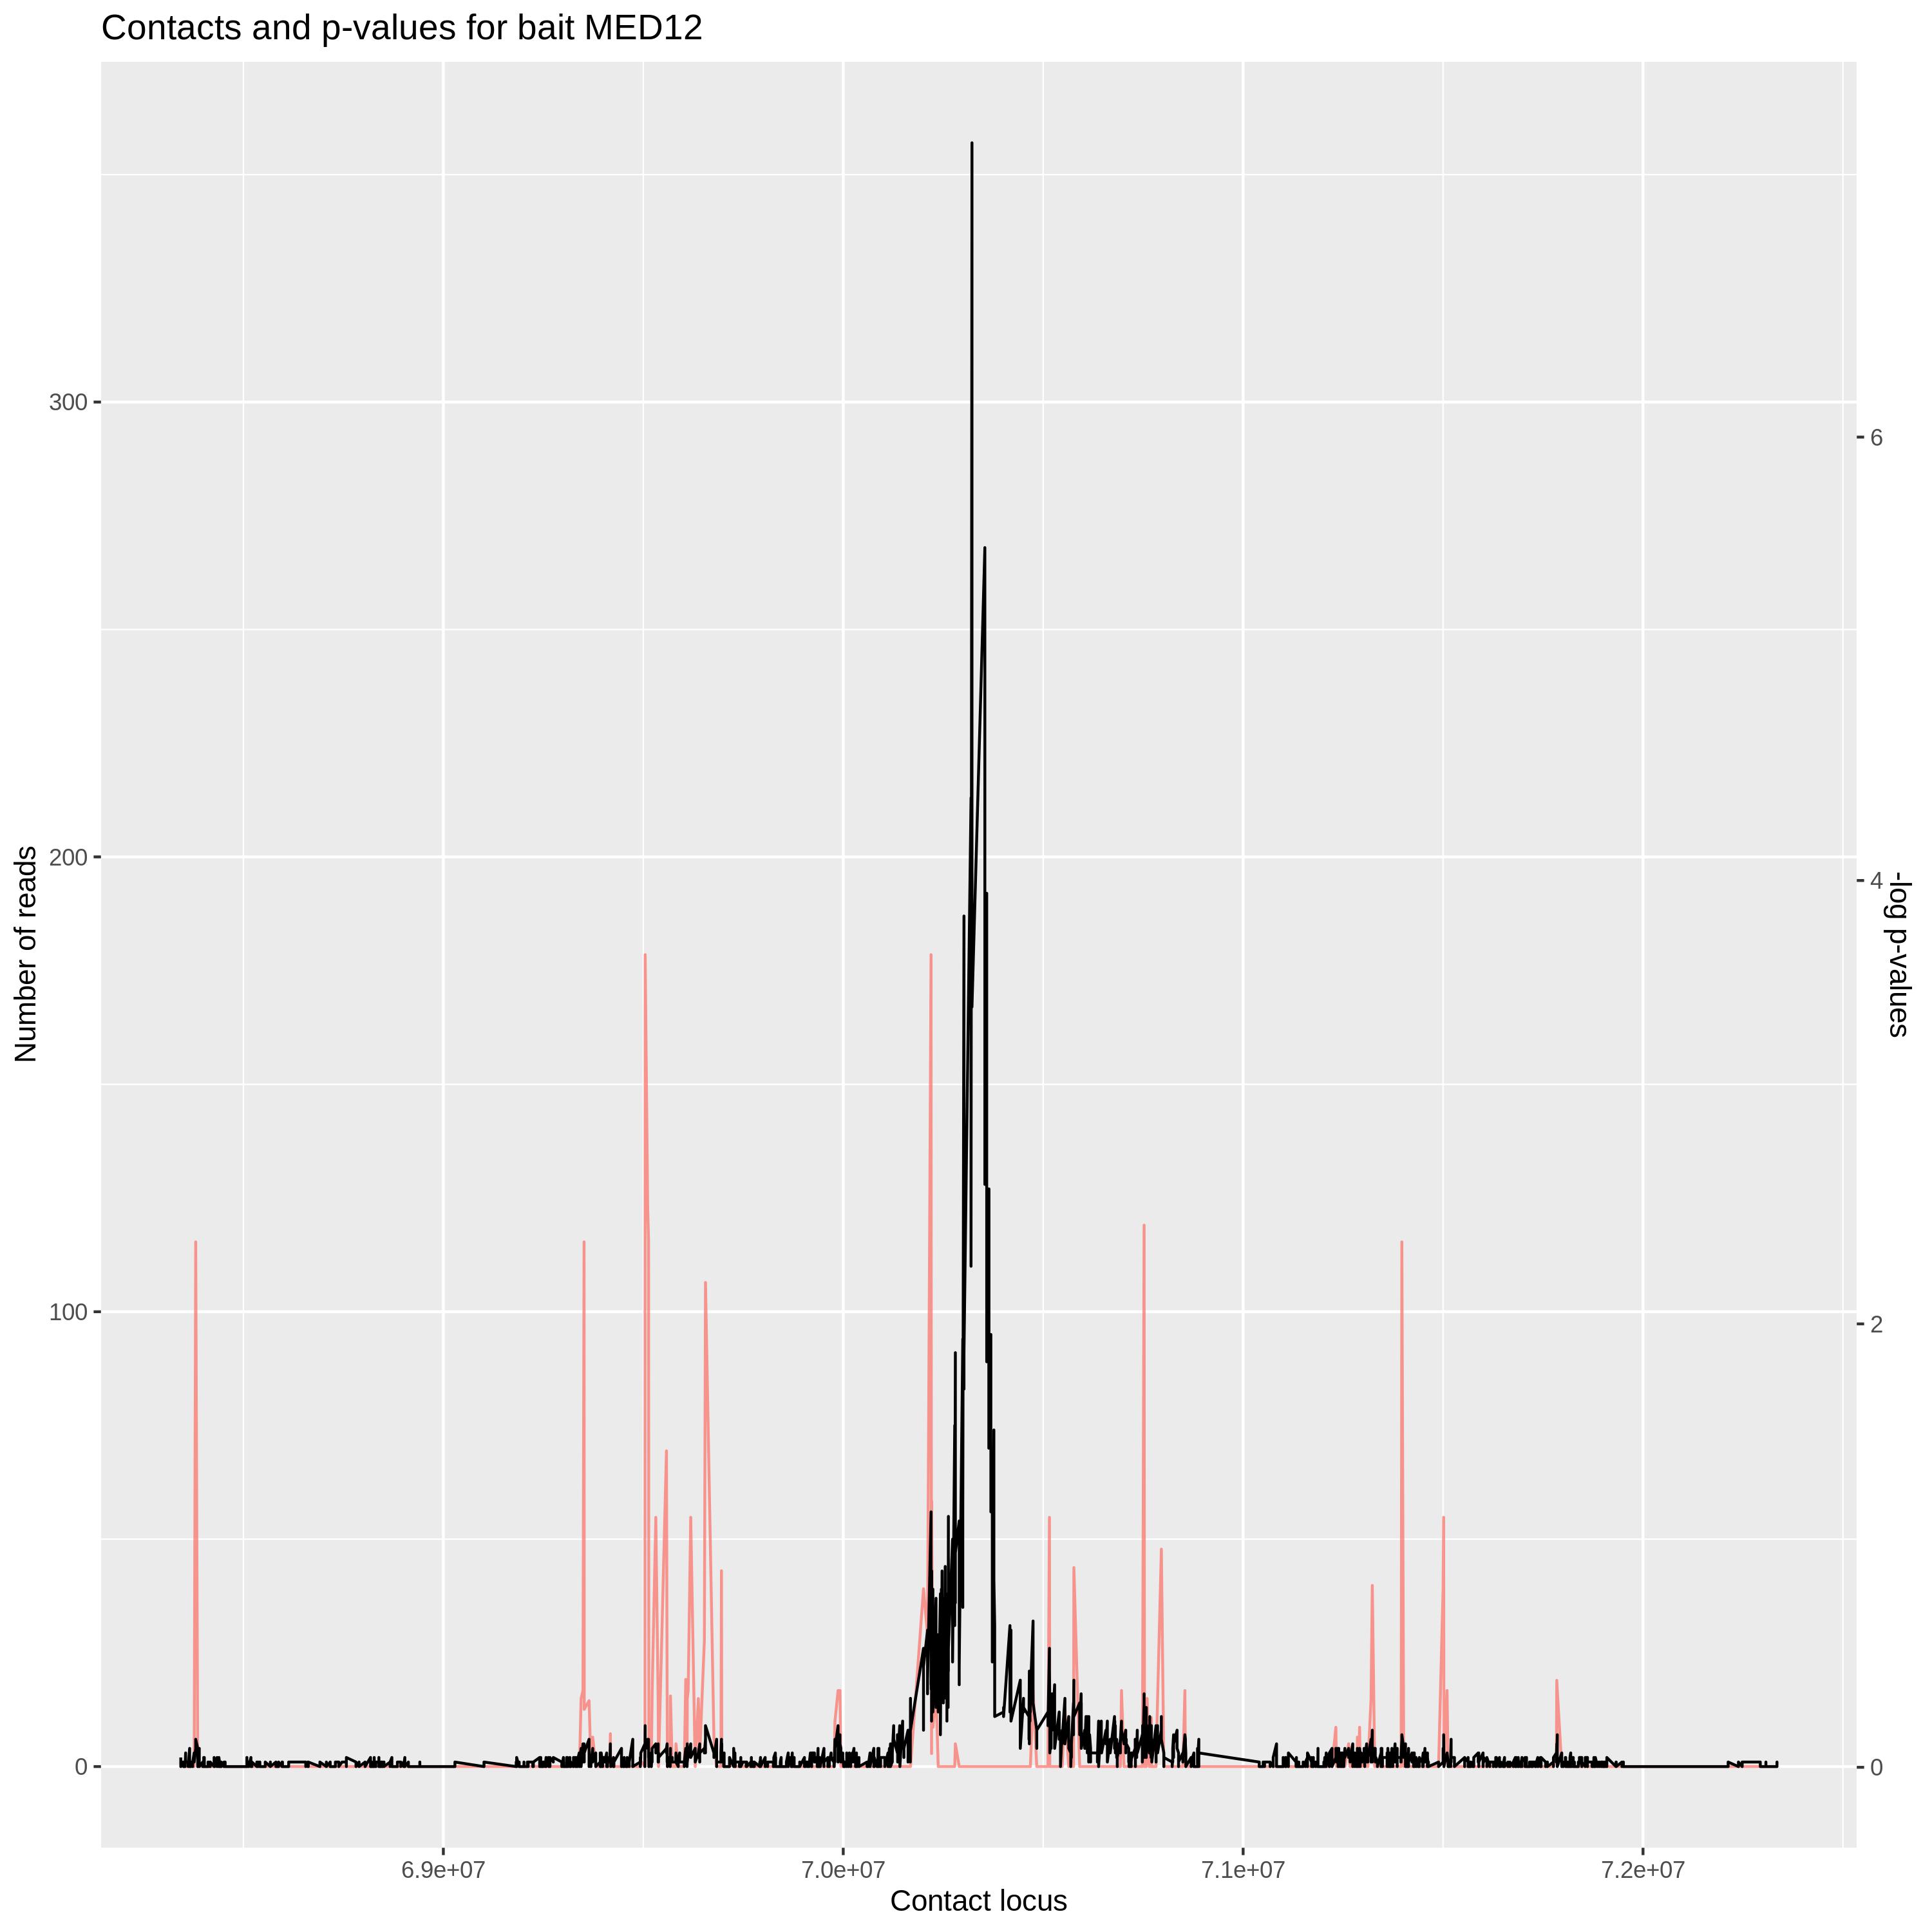 Contacts and p-values for bait MED12
300
200
100
0
Number of reads
6
4
2
0
-log p-values
6.9e+07
7.0e+07
7.1e+07
7.2e+07
Contact locus